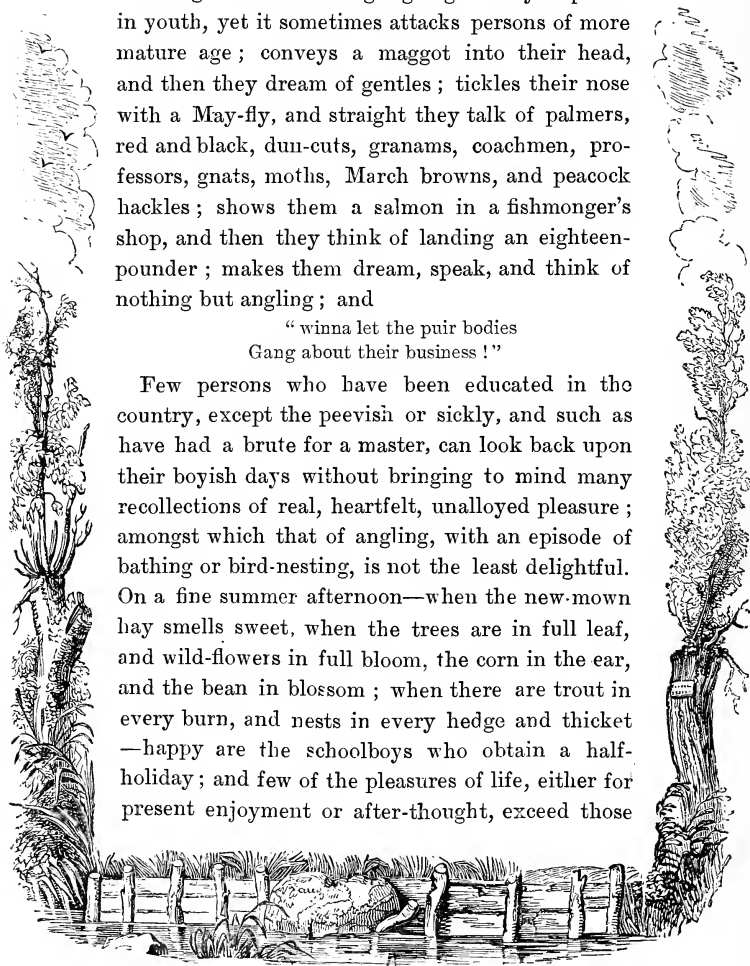 in youth, yet it sometimes attacks persons of more
mature age ; conveys a maggot into their head,
and then they dream of gentles ; tickles their nose
with a May-fly, and straight they talk of palmers,
red and black, dun-cuts, granams, coachmen, pro-
fessors, gnats, moths, March browns, and peacock
hackles ; shows them a salmon in a fishmonger's
shop, and then they think of landing an eighteen-
pounder ; makes them dream, speak, and think of
nothing but angling ; and
“ winna let the puir bodies
Gang about their business ! ”
Few persons who have been educated in the
country, except the peevish or sickly, and such as
have had a brute for a master, can look back upon
their boyish days without bringing to mind many
recollections of real, heartfelt, unalloyed pleasure ;
amongst which that of angling, with an episode of
bathing or bird-nesting, is not the least delightful.
On a fine summer afternoon—when the new-mown
hay smells sweet, when the trees are in full leaf,
and wild-flowers in full bloom, the corn in the ear,
and the bean in blossom ; when there are trout in
every burn, and nests in every hedge and thicket
—happy are the schoolboys who obtain a half-
holiday ; and few of the pleasures of life, either for
present enjoyment or after-thought, exceed those